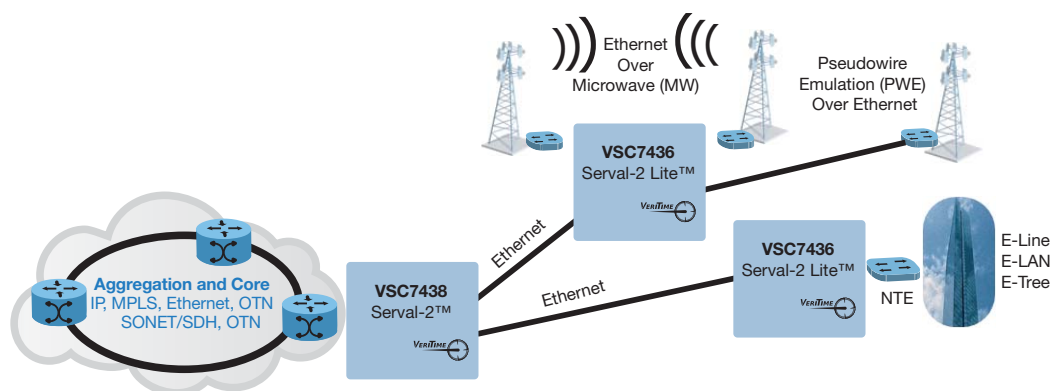 Ethernet
Over
Microwave (MW)
Pseudowire
Emulation (PWE)
Over Ethernet
VSC7436
Serval-2 Lite™
VERITIME
Ethernet
VSC7436
Serval-2 Lite™
VERITIME
NTE
E-Line
E-LAN
E-Tree
Aggregation and Core
IP, MPLS, Ethernet, OTN
SONET/SDH, OTN
VSC7438
Serval-2™
VERITIME
Ethernet